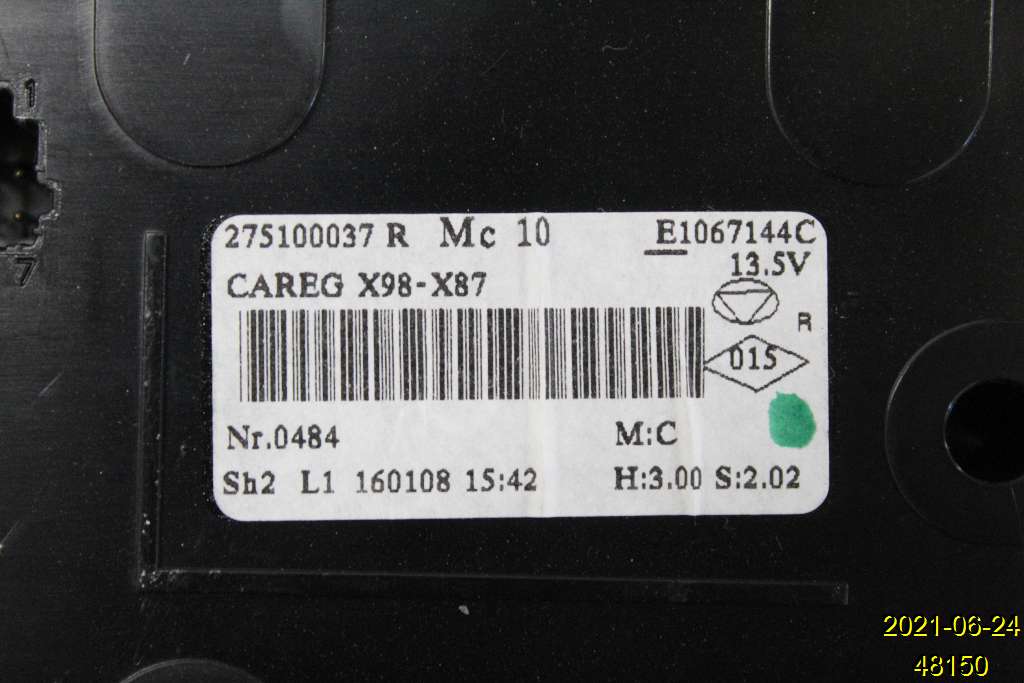 1
7
275100037 R Mc 10 E1067144C
13.5V
CAREG X98-X87
R
015
Nr.0484 M:C
Sh2 L1 160108 15:42 H:3.00 S:2.02
2021-06-24
48150